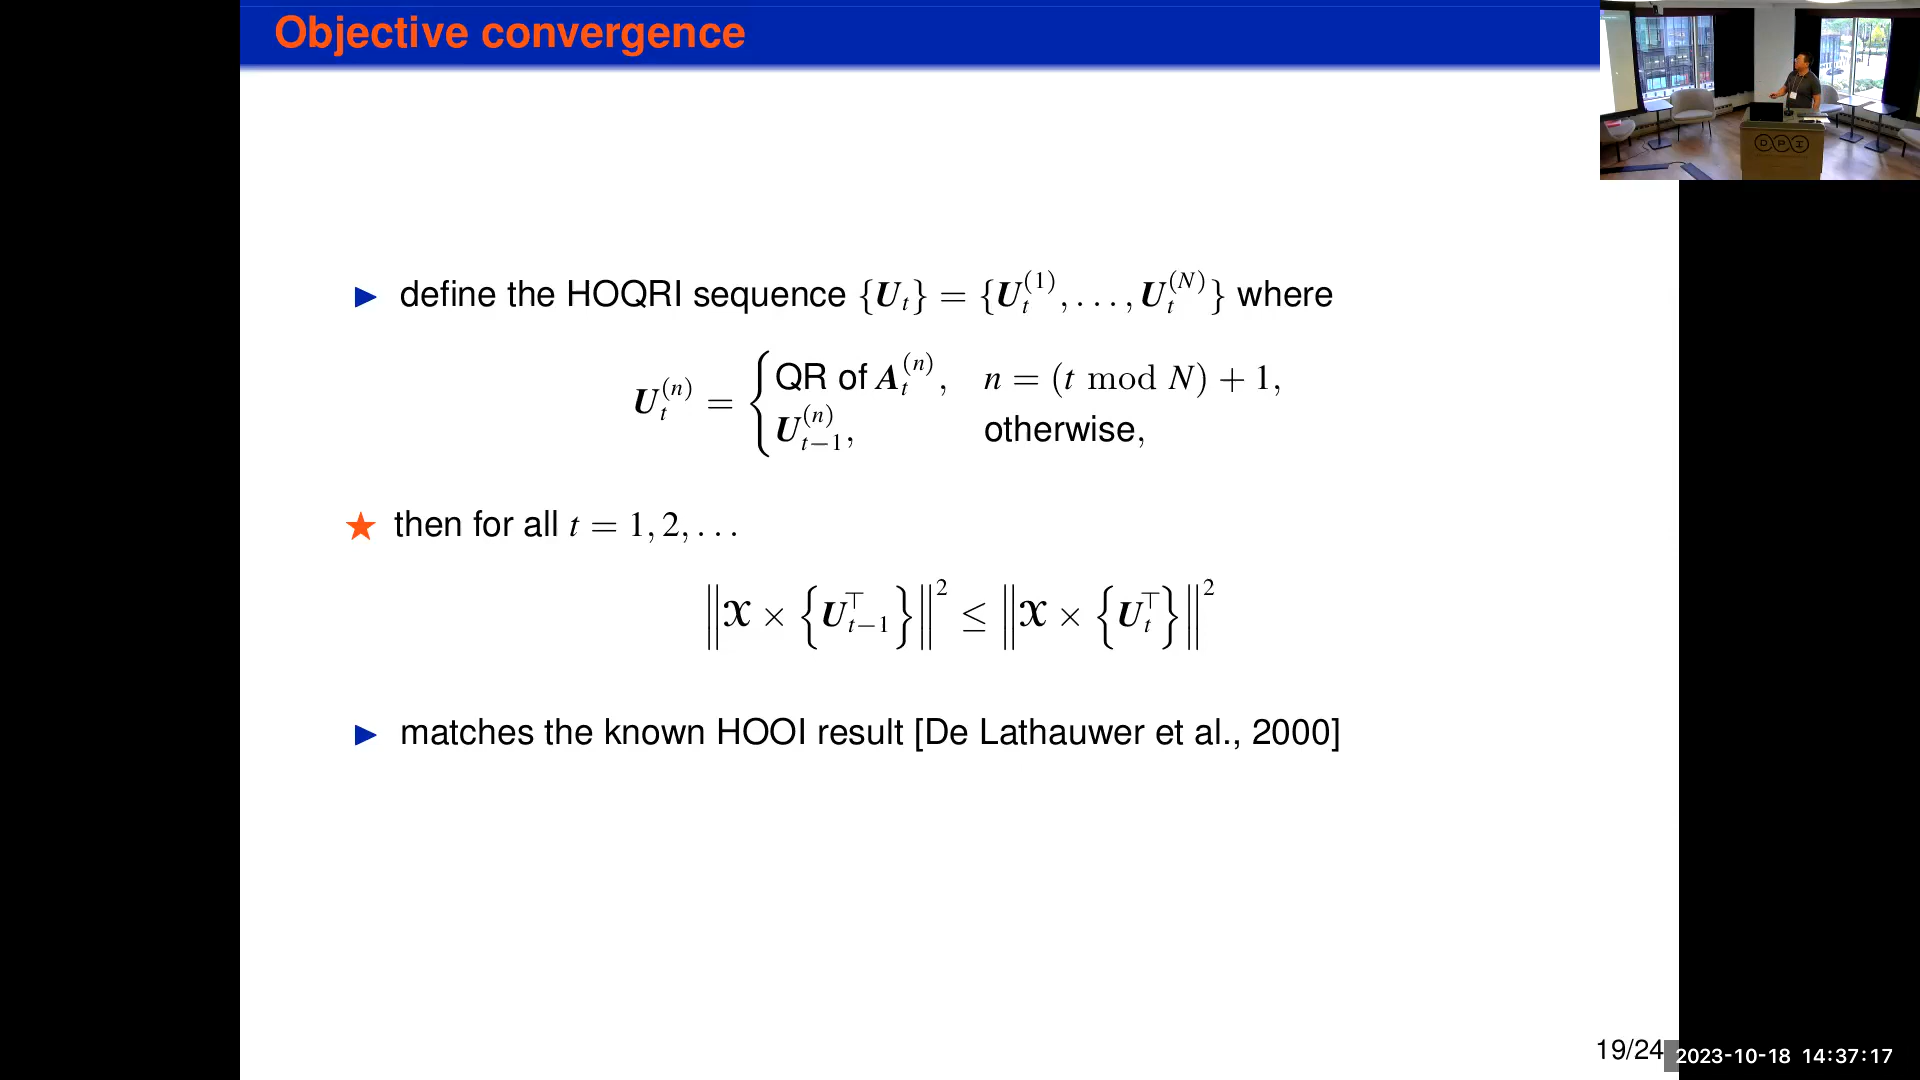 Objective convergence
▶ define the HOQRI sequence {U_t} = {U_t^(1), . . . , U_t^(N)} where
U_t^(n) = { QR of A_t^(n), n = (t mod N) + 1,
U_{t−1}^(n), otherwise,
★ then for all t = 1, 2, . . .
‖X × {U_{t−1}^⊤}‖^2 ≤ ‖X × {U_t^⊤}‖^2
▶ matches the known HOOI result [De Lathauwer et al., 2000]
DPI
19/24
2023-10-18 14:37:17